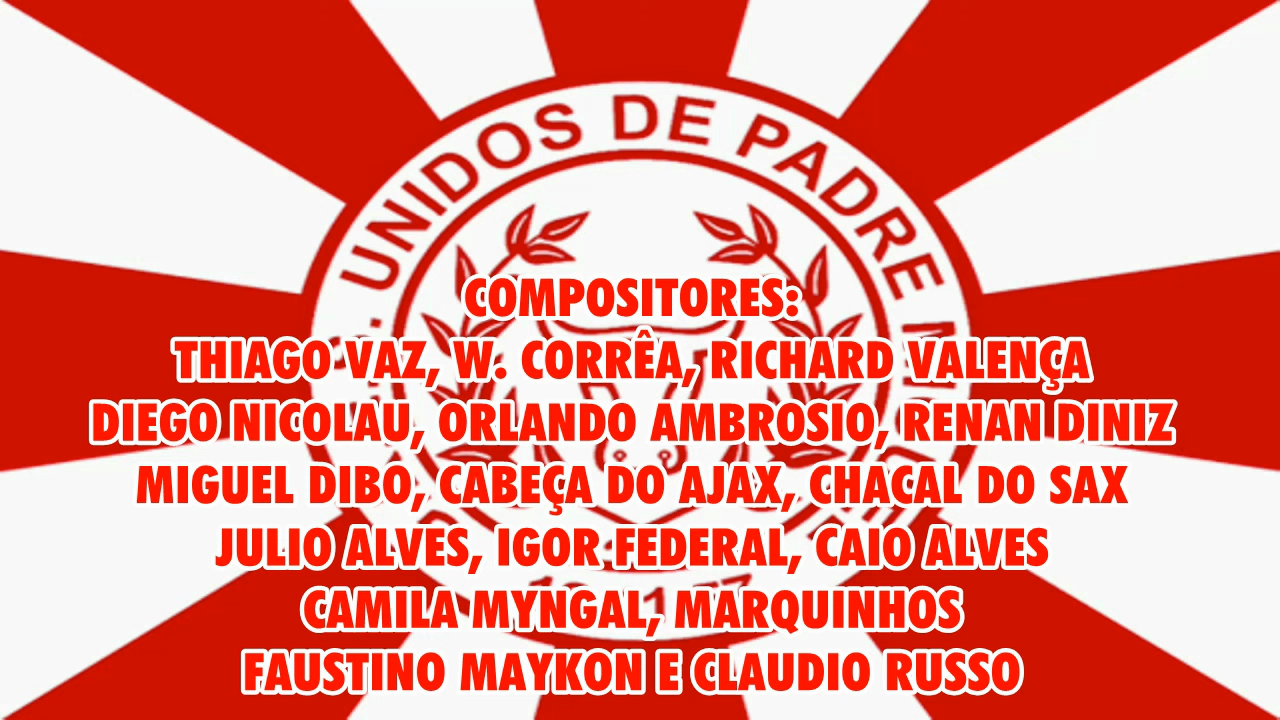 UNIDOS DE PADRE
COMPOSITORES:
THIAGO VAZ, W. CORRÊA, RICHARD VALENÇA
DIEGO NICOLAU, ORLANDO AMBROSIO, RENAN DINIZ
MIGUEL DIBO, CABEÇA DO AJAX, CHACAL DO SAX
JULIO ALVES, IGOR FEDERAL, CAIO ALVES
CAMILA MYNGAL, MARQUINHOS
FAUSTINO MAYKON E CLAUDIO RUSSO